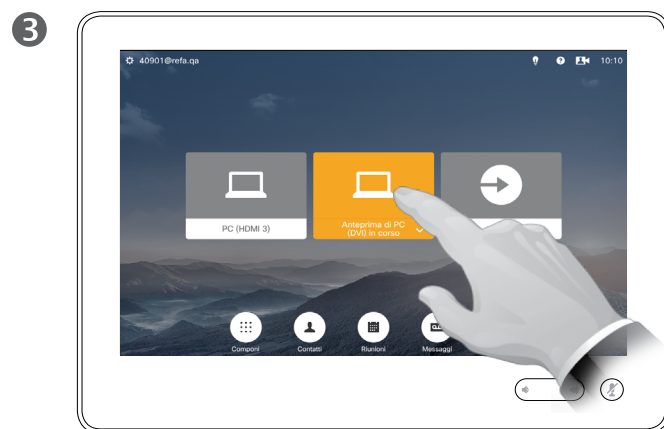 3
40901@refa.qa 10:10
PC (HDMI 3)
Anteprima di PC
(DVI) in corso
Componi Contatti Riunioni Messaggi